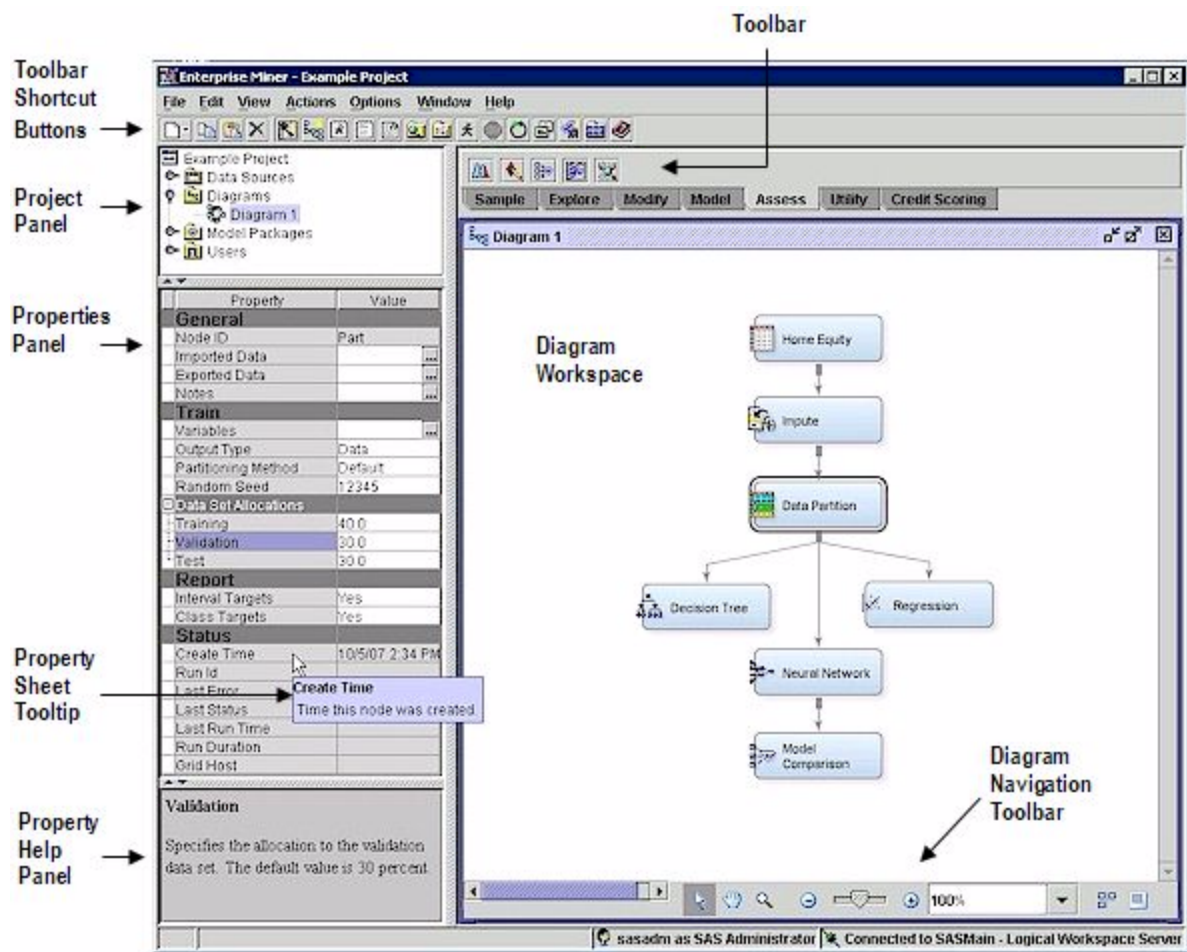 Toolbar
Toolbar
Shortcut
Buttons
Enterprise Miner - Example Project
File Edit View Actions Options Window Help
Project
Panel
Example Project
Data Sources
Diagrams
Diagram 1
Model Packages
Users
Sample Explore Modify Model Assess Utility Credit Scoring
Diagram 1
Properties
Panel
Property Value
General
Node ID Part
Imported Data ...
Exported Data ...
Notes ...
Train
Variables ...
Output Type Data
Partitioning Method Default
Random Seed 12345
Data Set Allocations
Training 40.0
Validation 30.0
Test 30.0
Report
Interval Targets Yes
Class Targets Yes
Status
Create Time 10/5/07 2:34 PM
Run Id
Last Error
Last Status
Last Run Time
Run Duration
Grid Host
Property
Sheet
Tooltip
Create Time
Time this node was created
Property
Help
Panel
Validation
Specifies the allocation to the validation
data set. The default value is 30 percent.
Diagram
Workspace
Home Equity
Impute
Data Partition
Decision Tree
Regression
Neural Network
Model
Comparison
Diagram
Navigation
Toolbar
100%
sasadm as SAS Administrator
Connected to SASMain - Logical Workspace Server